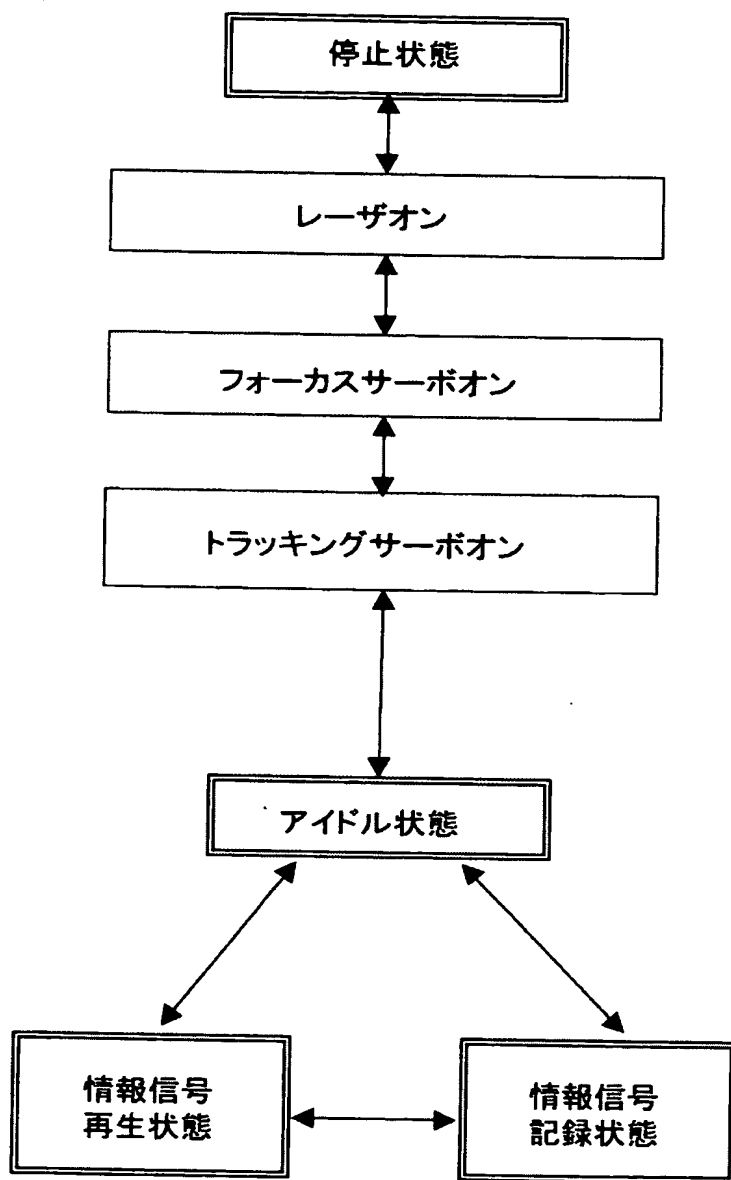 停止状態
レーザオン
フォーカスサーボオン
トラッキングサーボオン
アイドル状態
情報信号
再生状態
情報信号
記録状態